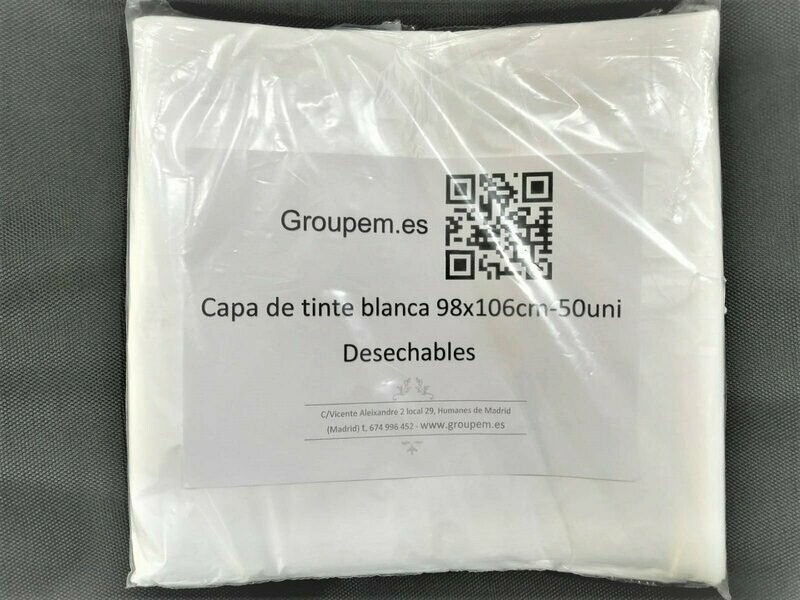 Groupem.es
Capa de tinte blanca 98x106cm-50uni
Desechables
C/Vicente Aleixandre 2 local 29, Humanes de Madrid
(Madrid) t, 674 996 452 - www.groupem.es